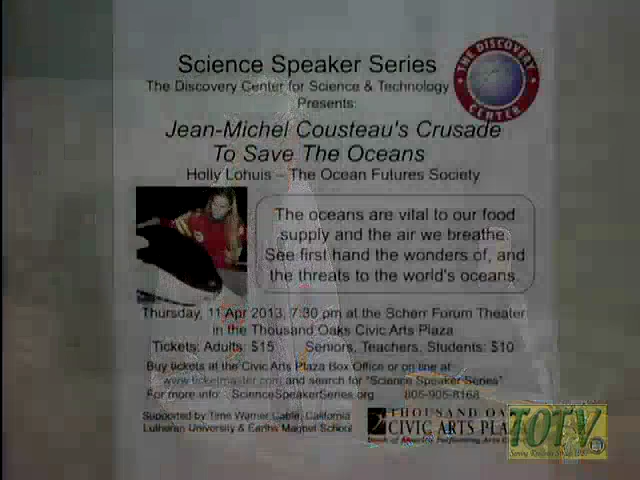 Science Speaker Series
THE DISCOVERY
CENTER
The Discovery Center for Science & Technology
Presents:
Jean-Michel Cousteau's Crusade
To Save The Oceans
Holly Lohuis – The Ocean Futures Society
The oceans are vital to our food
supply and the air we breathe.
See first hand the wonders of, and
the threats to the world's oceans.
Thursday, 11 Apr 2013, 7:30 pm at the Scherr Forum Theater
in the Thousand Oaks Civic Arts Plaza
Tickets: Adults: $15 Seniors, Teachers, Students: $10
Buy tickets at the Civic Arts Plaza Box Office or on line at
www.ticketmaster.com and search for "Science Speaker Series"
For more info: ScienceSpeakerSeries.org 805-905-8168
Supported by Time Warner Cable, California
Lutheran University & Earths Magnet School
THOUSAND OA
CIVIC ARTS PLAZ
TOTV